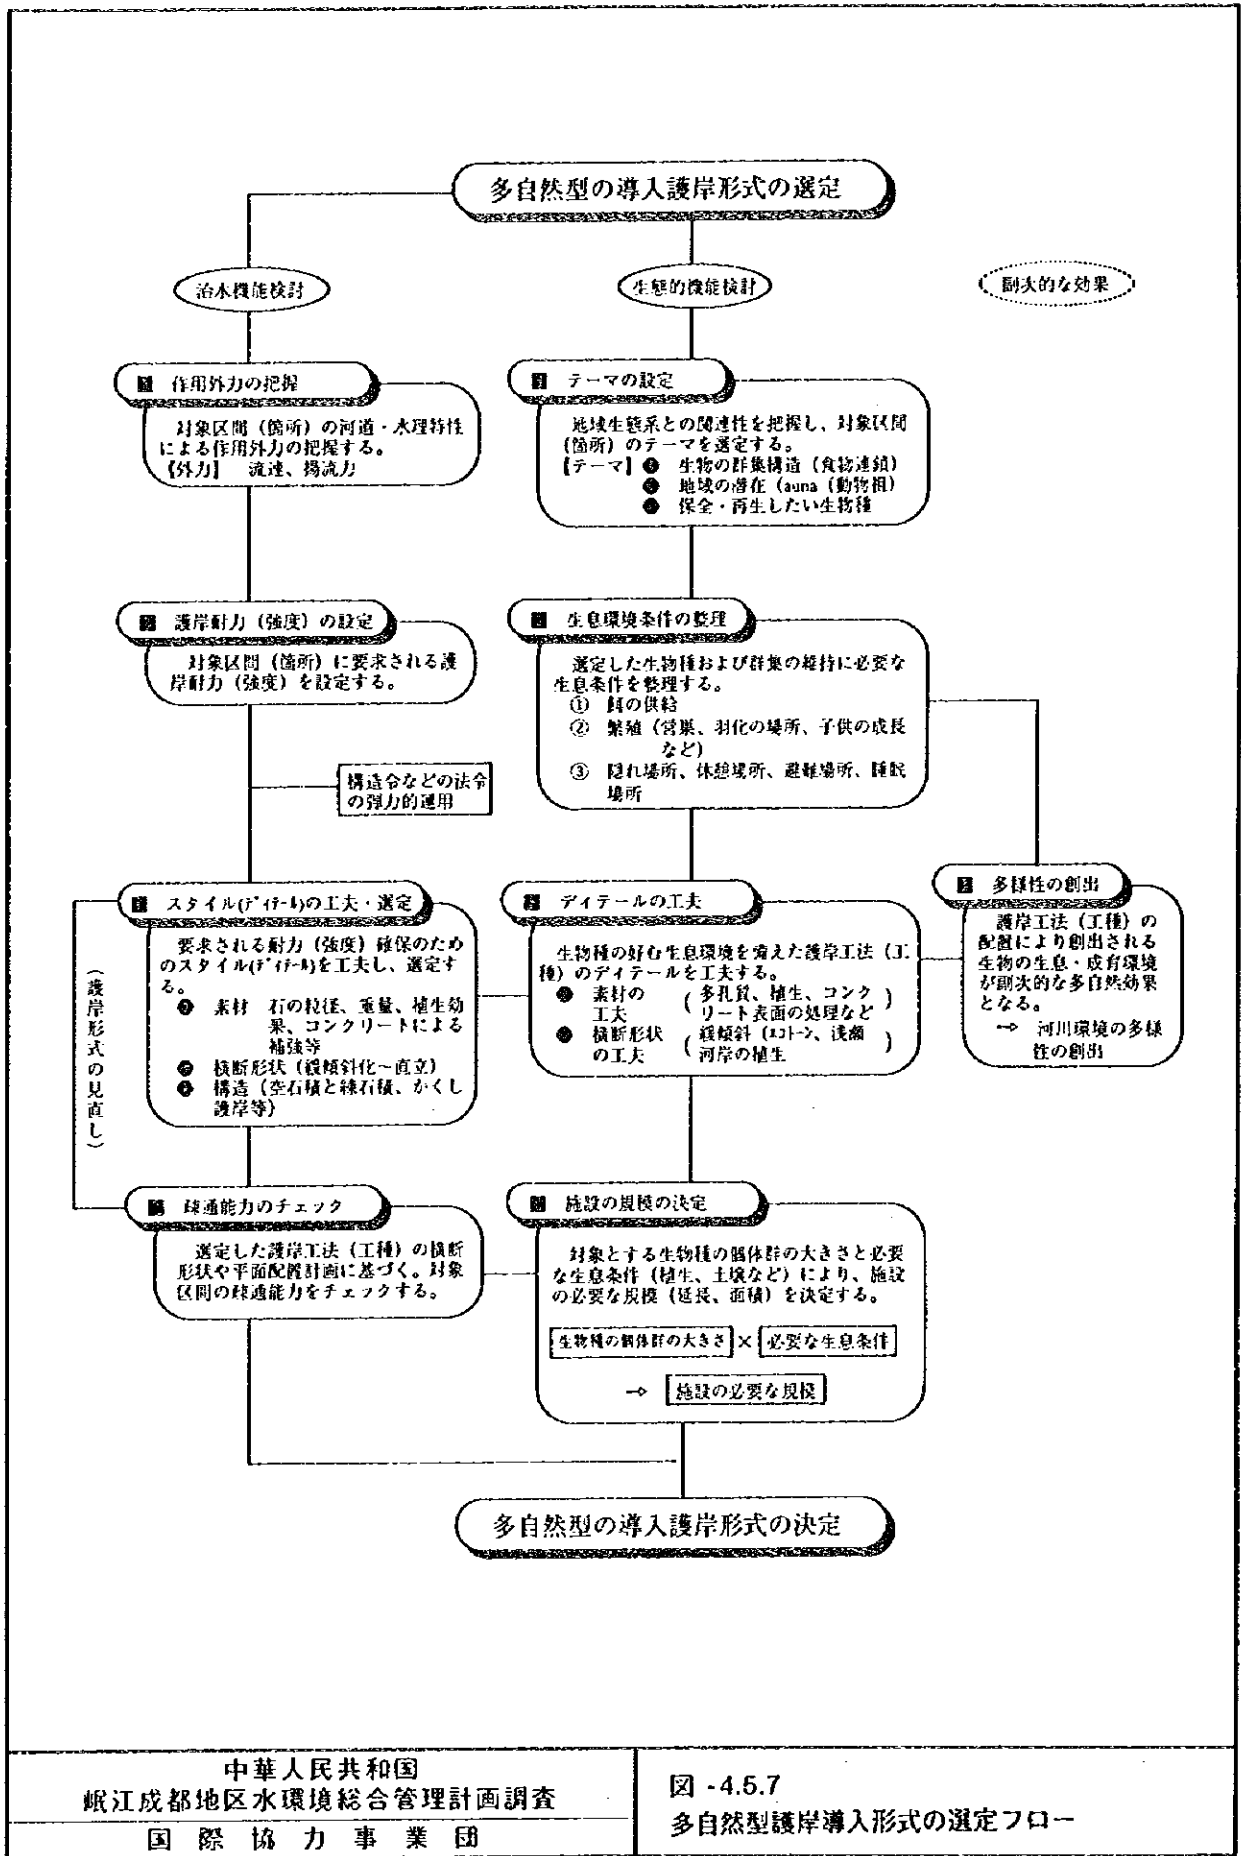 多自然型の導入護岸形式の選定
治水機能検討
生態的機能検討
副次的な効果
作用外力の把握
対象区間（箇所）の河道・水理特性
による作用外力の把握する。
【外力】 流速、掃流力
護岸耐力（強度）の設定
対象区間（箇所）に要求される護
岸耐力（強度）を設定する。
構造令などの法令
の弾力的運用
スタイル(ﾃﾞｨﾃｰﾙ)の工夫・選定
要求される耐力（強度）確保のため
のスタイル(ﾃﾞｨﾃｰﾙ)を工夫し、選定す
る。
素材 石の粒径、重量、植生効
果、コンクリートによる
補強等
横断形状（緩傾斜化～直立）
構造（空石積と練石積、かくし
護岸等）
（護岸形式の見直し）
疎通能力のチェック
選定した護岸工法（工種）の横断
形状や平面配置計画に基づく。対象
区間の疎通能力をチェックする。
テーマの設定
地域生態系との関連性を把握し、対象区間
（箇所）のテーマを選定する。
【テーマ】● 生物の群集構造（食物連鎖）
● 地域の潜在（auna（動物相）
● 保全・再生したい生物種
生息環境条件の整理
選定した生物種および群集の維持に必要な
生息条件を整理する。
① 餌の供給
② 繁殖（営巣、羽化の場所、子供の成長
など）
③ 隠れ場所、休憩場所、避難場所、睡眠
場所
ディテールの工夫
生物種の好む生息環境を備えた護岸工法（工
種）のディテールを工夫する。
● 素材の工夫（多孔質、植生、コンク
リート表面の処理など）
● 横断形状の工夫（緩傾斜（ｴｺﾄｰﾝ、浅瀬
河岸の植生）
施設の規模の決定
対象とする生物種の個体群の大きさと必要
な生息条件（植生、土壌など）により、施設
の必要な規模（延長、面積）を決定する。
生物種の個体群の大きさ × 必要な生息条件
→ 施設の必要な規模
多様性の創出
護岸工法（工種）の
配置により創出される
生物の生息・成育環境
が副次的な多自然効果
となる。
→ 河川環境の多様
性の創出
多自然型の導入護岸形式の決定
中華人民共和国
岷江成都地区水環境総合管理計画調査
国際協力事業団
図 -4.5.7
多自然型護岸導入形式の選定フロー